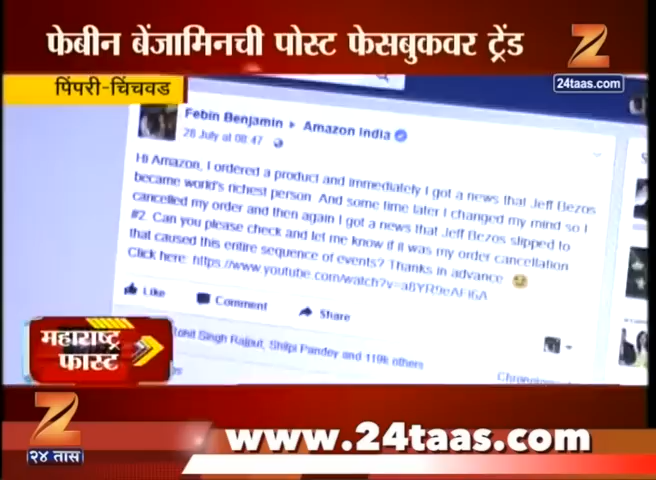 फेबीन बेंजामिनची पोस्ट फेसबुकवर ट्रेंड
24taas.com
पिंपरी-चिंचवड
Febin Benjamin ▸ Amazon India
28 July at 08:47
Hi Amazon, I ordered a product and immediately I got a news that Jeff Bezos
became world's richest person. And some time later I changed my mind so I
cancelled my order and then again I got a news that Jeff Bezos slipped to
#2. Can you please check and let me know if it was my order cancellation
that caused this entire sequence of events? Thanks in advance
Click here: https://www.youtube.com/watch?v=a8YR9eAFi6A
Like Comment Share
Rohit Singh Rajput, Shilpi Pandey and 119k others
महाराष्ट्र
फास्ट
२४ तास
www.24taas.com